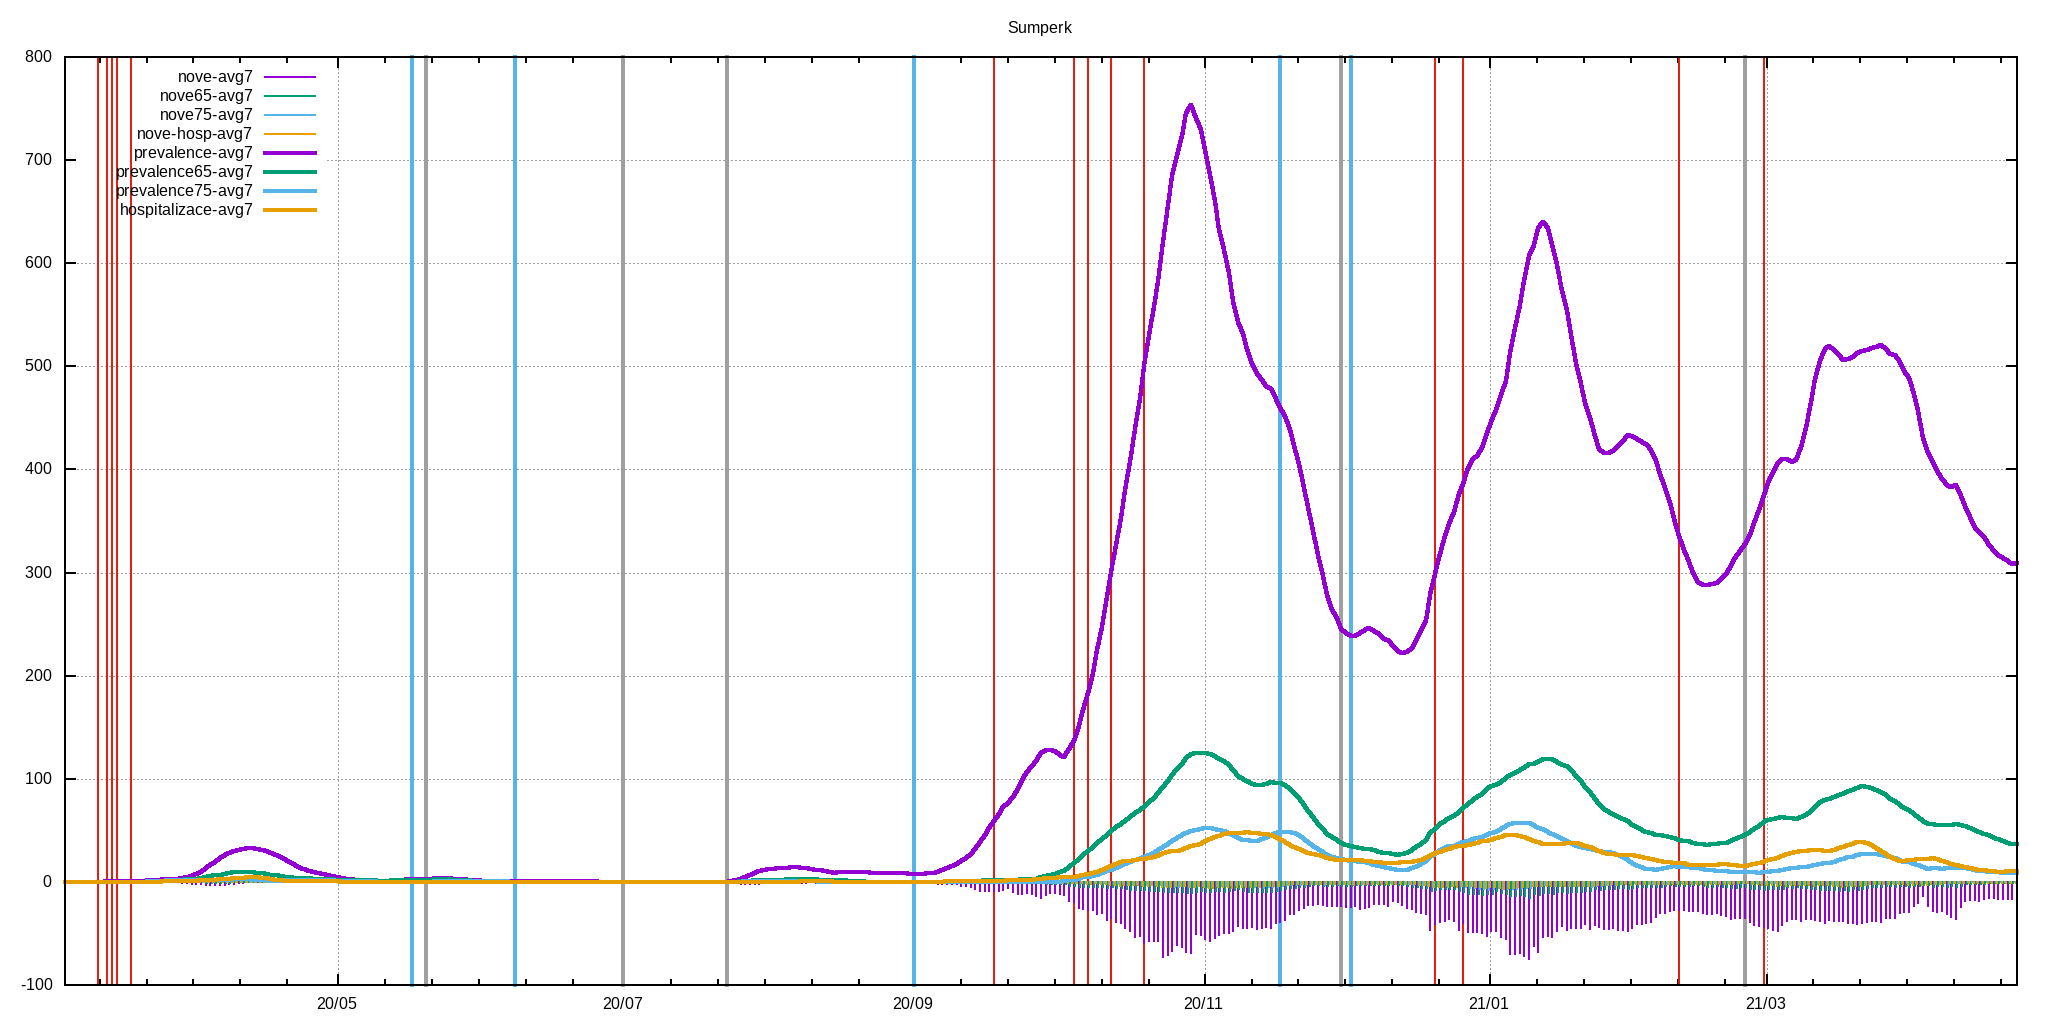 Sumperk
800
700
600
500
400
300
200
100
0
-100
nove-avg7
nove65-avg7
nove75-avg7
nove-hosp-avg7
prevalence-avg7
prevalence65-avg7
prevalence75-avg7
hospitalizace-avg7
20/05 20/07 20/09 20/11 21/01 21/03